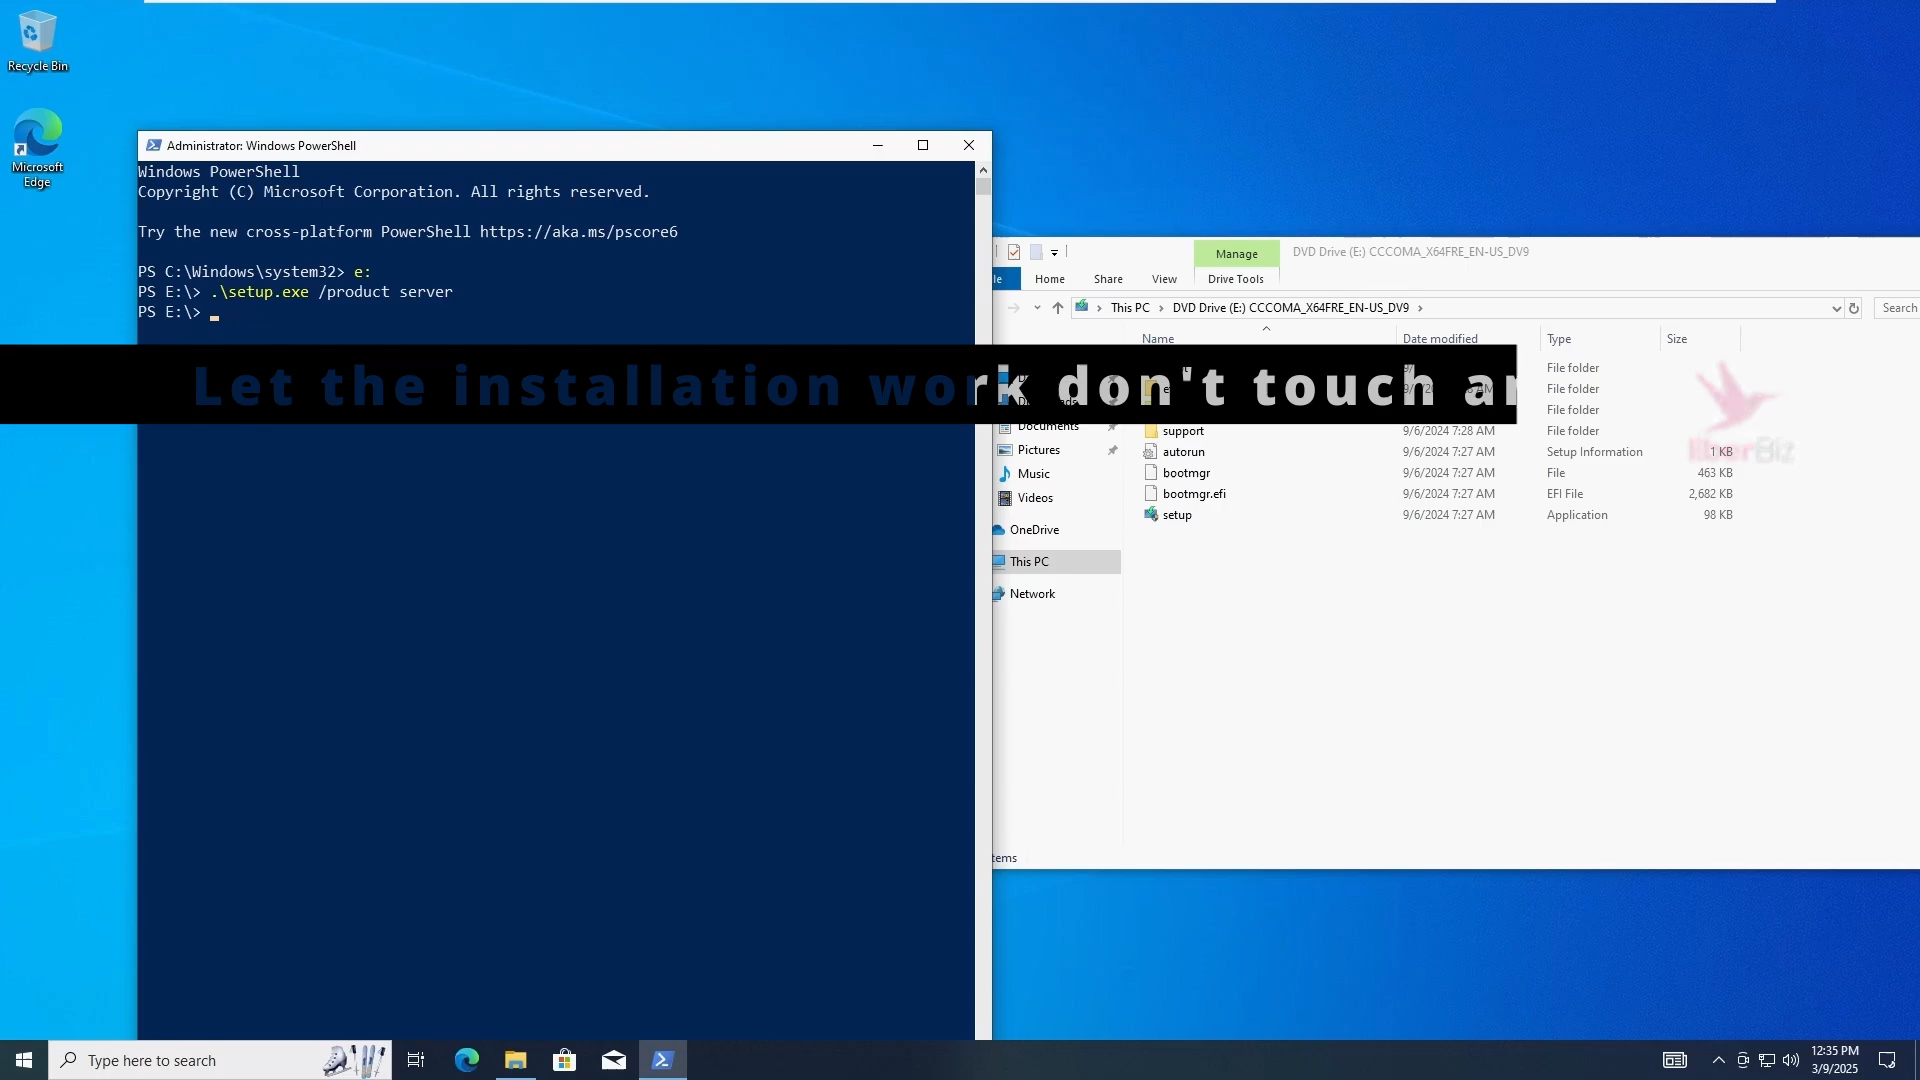 Recycle Bin
Microsoft
Edge
Administrator: Windows PowerShell
Windows PowerShell
Copyright (C) Microsoft Corporation. All rights reserved.
Try the new cross-platform PowerShell https://aka.ms/pscore6
PS C:\Windows\system32> e:
PS E:\> .\setup.exe /product server
PS E:\>
Let the installation work don't touch
Manage
DVD Drive (E:) CCCOMA_X64FRE_EN-US_DV9
Home Share View Drive Tools
This PC > DVD Drive (E:) CCCOMA_X64FRE_EN-US_DV9 >
Search
Name Date modified Type Size
File folder
File folder
File folder
support 9/6/2024 7:28 AM File folder
autorun 9/6/2024 7:27 AM Setup Information 1 KB
bootmgr 9/6/2024 7:27 AM File 463 KB
bootmgr.efi 9/6/2024 7:27 AM EFI File 2,682 KB
setup 9/6/2024 7:27 AM Application 98 KB
Documents
Pictures
Music
Videos
OneDrive
This PC
Network
liberBiz
Type here to search
12:35 PM
3/9/2025